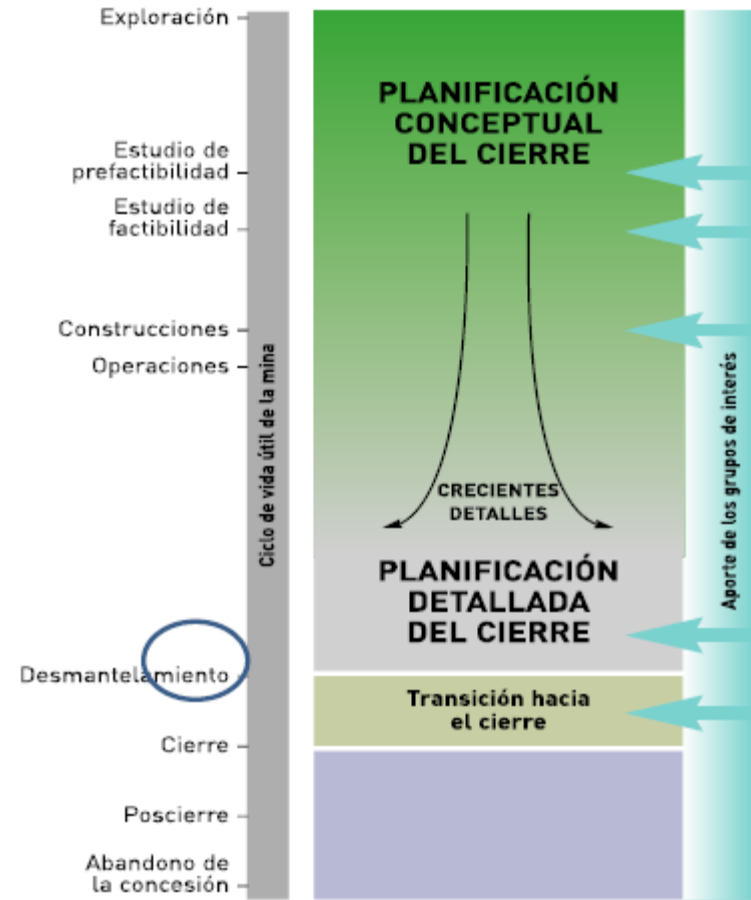 Exploración
Estudio de
prefactibilidad
Estudio de
factibilidad
Construcciones
Operaciones
Desmantelamiento
Cierre
Poscierre
Abandono de
la concesión
Ciclo de vida útil de la mina
PLANIFICACIÓN
CONCEPTUAL
DEL CIERRE
CRECIENTES
DETALLES
PLANIFICACIÓN
DETALLADA
DEL CIERRE
Transición hacia
el cierre
Aporte de los grupos de interés